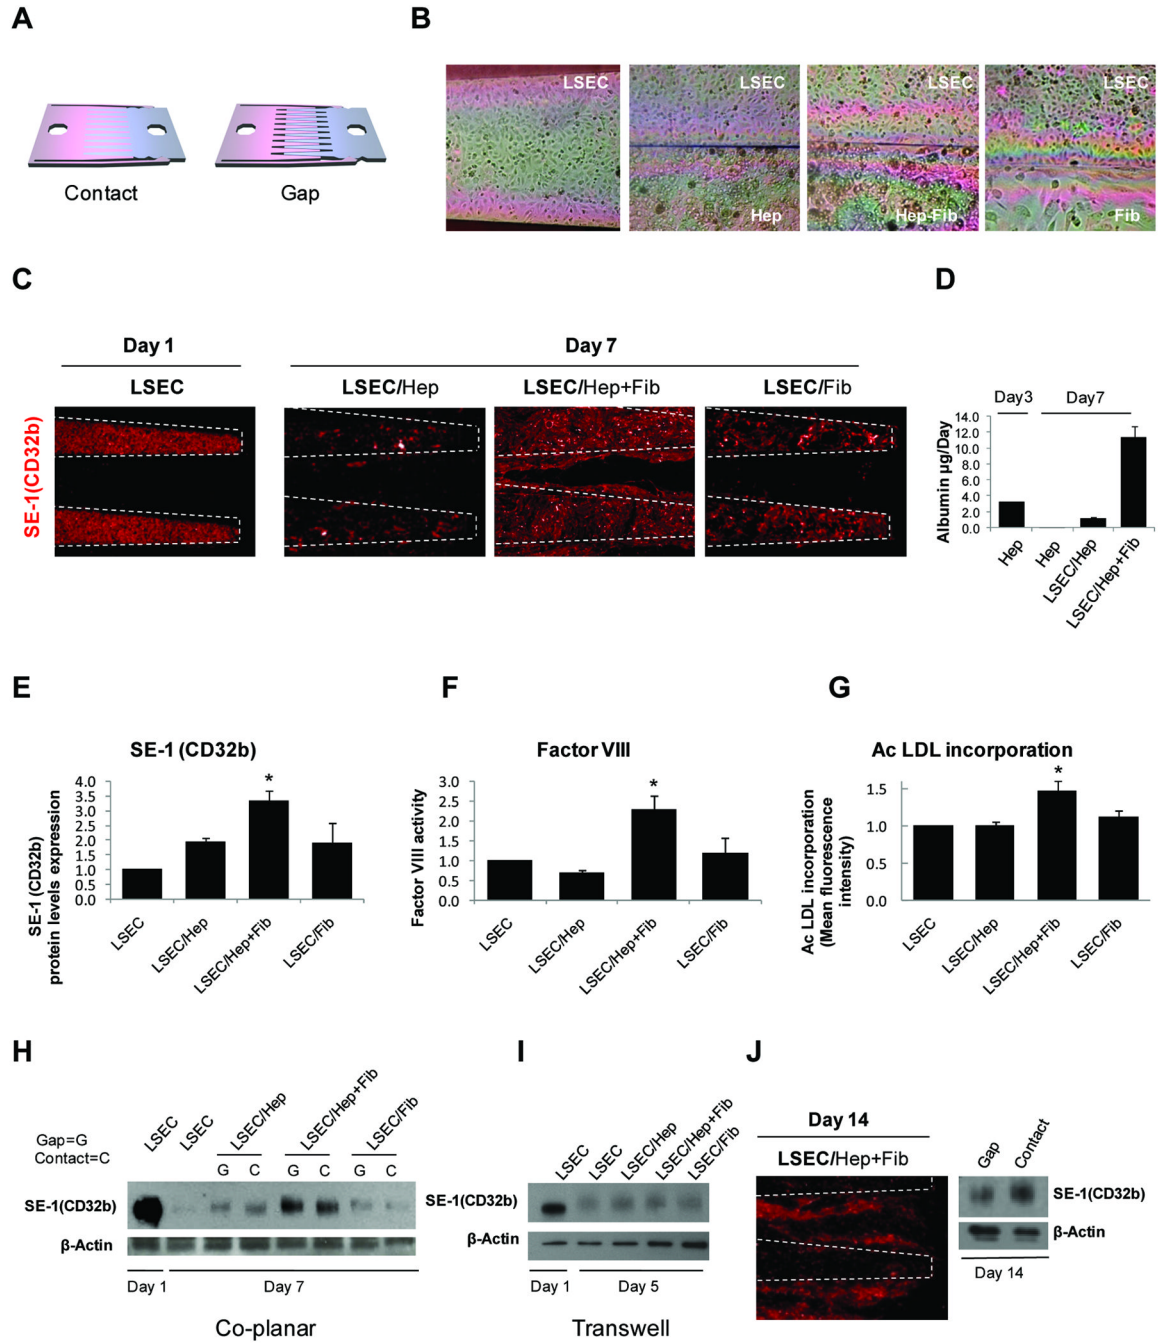 A
Contact
Gap
B
LSEC
LSEC
LSEC
LSEC
Hep
Hep-Fib
Fib
C
Day 1
Day 7
LSEC
LSEC/Hep
LSEC/Hep+Fib
LSEC/Fib
SE-1(CD32b)
D
Day3
Day7
Albumin µg/Day
14.0
12.0
10.0
8.0
6.0
4.0
2.0
0.0
Hep
Hep
LSEC/Hep
LSEC/Hep+Fib
E
SE-1 (CD32b)
SE-1 (CD32b)
protein levels expression
4.0
3.5
3.0
2.5
2.0
1.5
1.0
0.5
0.0
*
LSEC
LSEC/Hep
LSEC/Hep+Fib
LSEC/Fib
F
Factor VIII
Factor VIII activity
3.0
2.5
2.0
1.5
1.0
0.5
0.0
*
LSEC
LSEC/Hep
LSEC/Hep+Fib
LSEC/Fib
G
Ac LDL incorporation
Ac LDL incorporation
(Mean fluorescence
intensity)
1.5
1.0
0.5
0.0
*
LSEC
LSEC/Hep
LSEC/Hep+Fib
LSEC/Fib
H
Gap=G
Contact=C
LSEC
LSEC
LSEC/Hep
LSEC/Hep+Fib
LSEC/Fib
G C G C G C
SE-1(CD32b)
β-Actin
Day 1
Day 7
Co-planar
I
LSEC
LSEC
LSEC/Hep
LSEC/Hep+Fib
LSEC/Fib
SE-1(CD32b)
β-Actin
Day 1
Day 5
Transwell
J
Day 14
LSEC/Hep+Fib
Gap
Contact
SE-1(CD32b)
β-Actin
Day 14